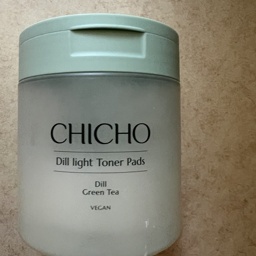 CHICHO
Dill light Toner Pads
Dill
Green Tea
VEGAN